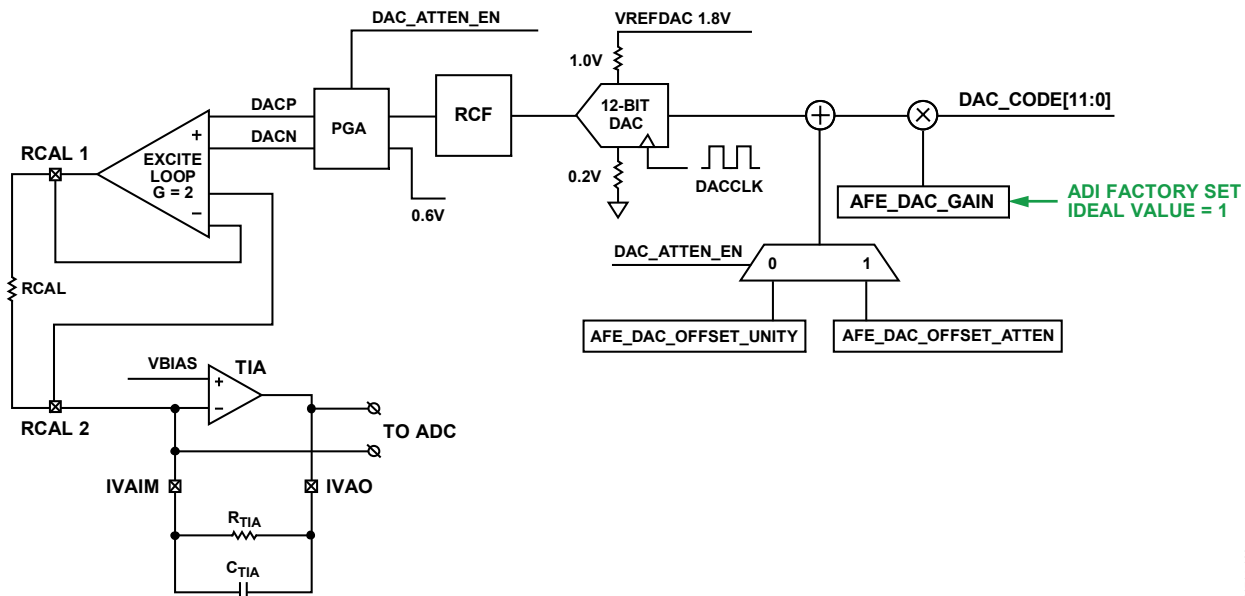 DAC_ATTEN_EN
VREFDAC 1.8V
1.0V
DACP
DACN
PGA
RCF
12-BIT
DAC
DAC_CODE[11:0]
RCAL 1
+
EXCITE
LOOP
G = 2
−
0.6V
0.2V
DACCLK
AFE_DAC_GAIN
ADI FACTORY SET
IDEAL VALUE = 1
DAC_ATTEN_EN
0
1
RCAL
AFE_DAC_OFFSET_UNITY
AFE_DAC_OFFSET_ATTEN
VBIAS
TIA
+
−
RCAL 2
TO ADC
IVAIM
IVAO
RTIA
CTIA